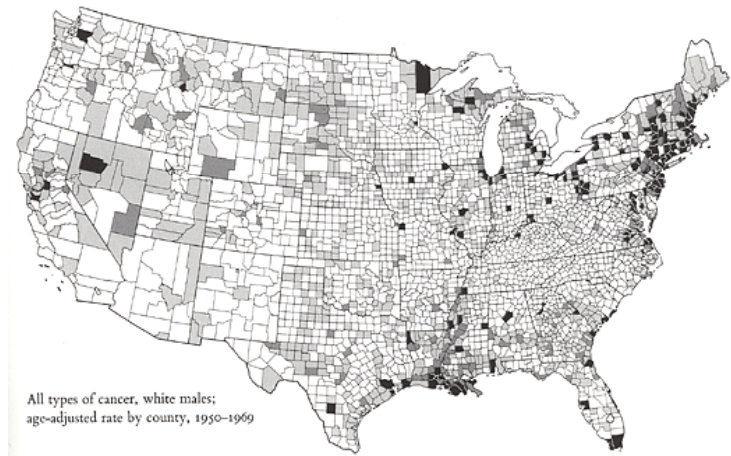 All types of cancer, white males;
age-adjusted rate by county, 1950–1969